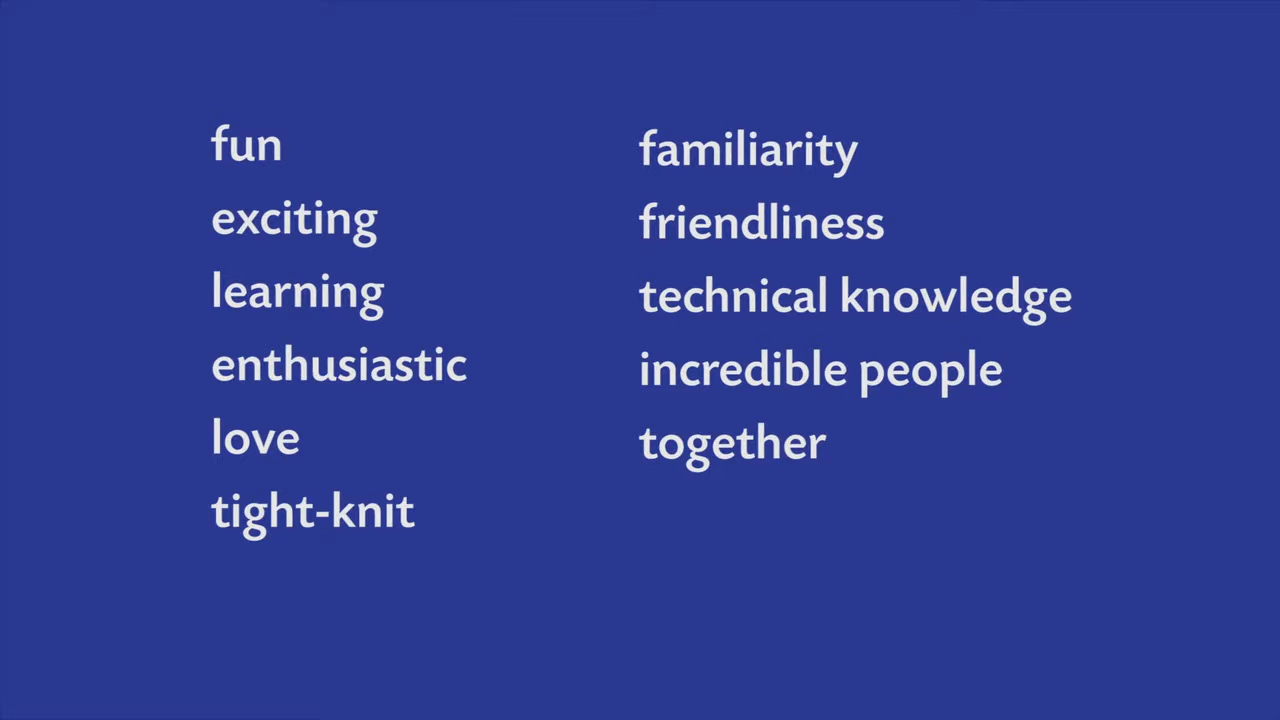 fun
exciting
learning
enthusiastic
love
tight-knit
familiarity
friendliness
technical knowledge
incredible people
together